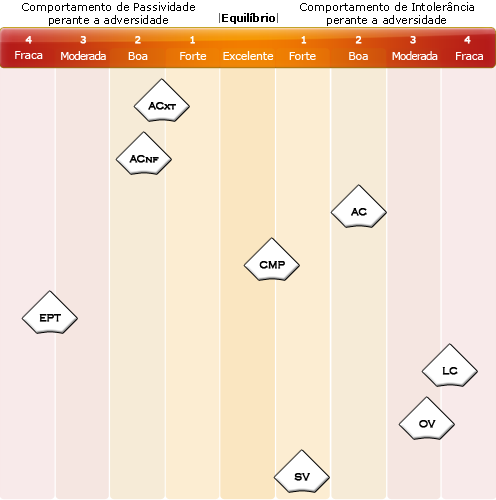 Comportamento de Passividade
perante a adversidade
|Equilíbrio|
Comportamento de Intolerância
perante a adversidade
4 3 2 1 1 2 3 4
Fraca Moderada Boa Forte Excelente Forte Boa Moderada Fraca
ACXT
ACNF
AC
CMP
EPT
LC
OV
SV